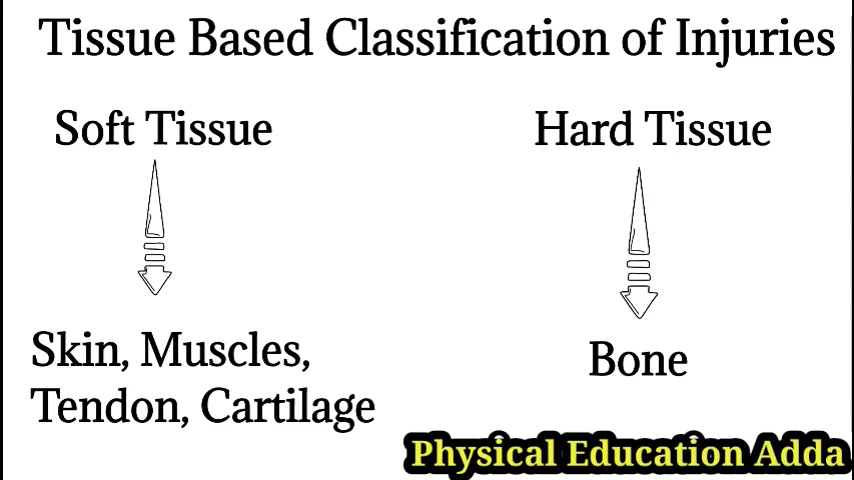 Tissue Based Classification of Injuries
Soft Tissue
Hard Tissue
Skin, Muscles,
Tendon, Cartilage
Bone
Physical Education Adda